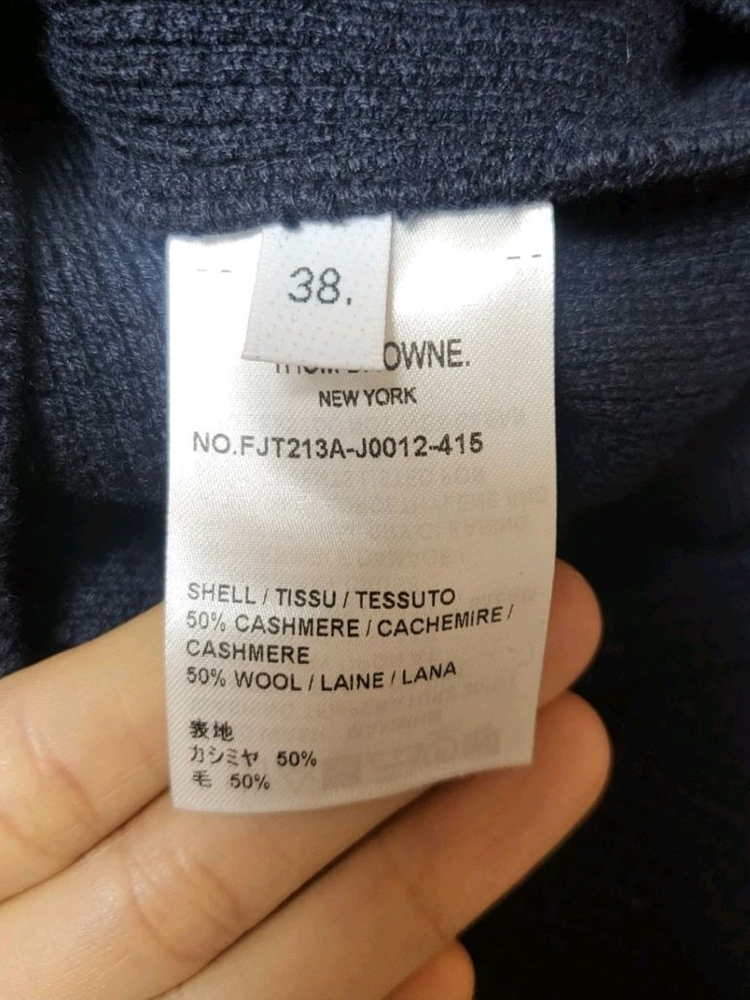 38.
OWNE.
NEW YORK
NO.FJT213A-J0012-415
SHELL / TISSU / TESSUTO
50% CASHMERE / CACHEMIRE /
CASHMERE
50% WOOL / LAINE / LANA
表地
カシミヤ 50%
毛 50%